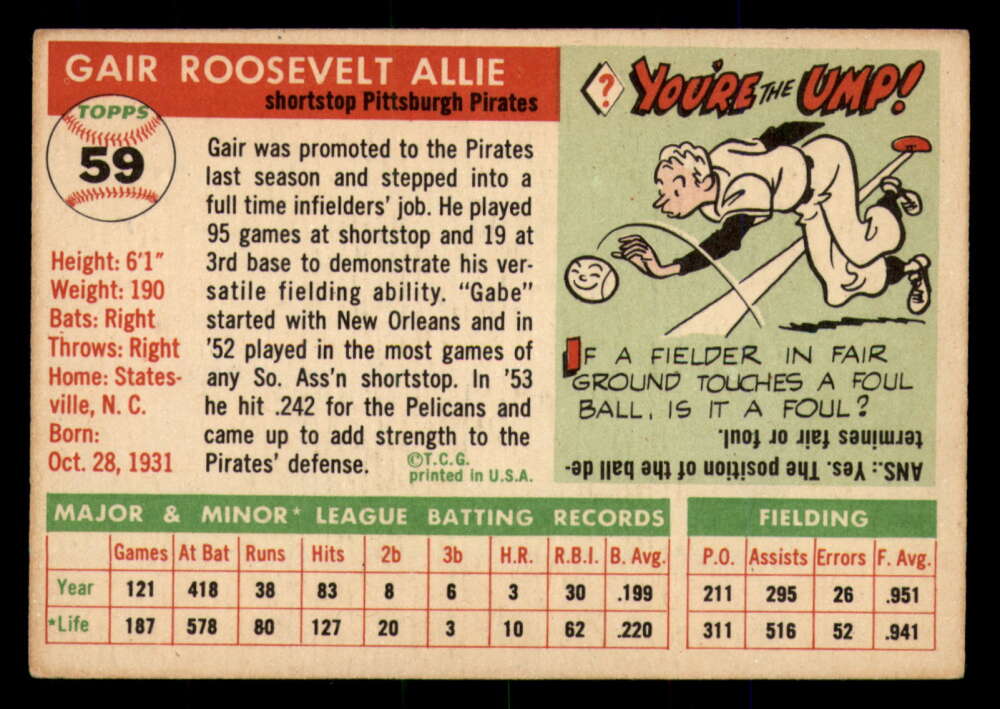 GAIR ROOSEVELT ALLIE
shortstop Pittsburgh Pirates
TOPPS
59
Height: 6'1"
Weight: 190
Bats: Right
Throws: Right
Home: States-
ville, N. C.
Born:
Oct. 28, 1931
Gair was promoted to the Pirates
last season and stepped into a
full time infielders' job. He played
95 games at shortstop and 19 at
3rd base to demonstrate his ver-
satile fielding ability. "Gabe"
started with New Orleans and in
'52 played in the most games of
any So. Ass'n shortstop. In '53
he hit .242 for the Pelicans and
came up to add strength to the
Pirates' defense.
©T.C.G.
printed in U.S.A.
? YOU'RE THE UMP!
IF A FIELDER IN FAIR
GROUND TOUCHES A FOUL
BALL, IS IT A FOUL?
ANS.: Yes. The position of the ball de-
termines fair or foul.
MAJOR & MINOR* LEAGUE BATTING RECORDS
Games At Bat Runs Hits 2b 3b H.R. R.B.I. B. Avg.
Year 121 418 38 83 8 6 3 30 .199
*Life 187 578 80 127 20 3 10 62 .220
FIELDING
P.O. Assists Errors F. Avg.
211 295 26 .951
311 516 52 .941